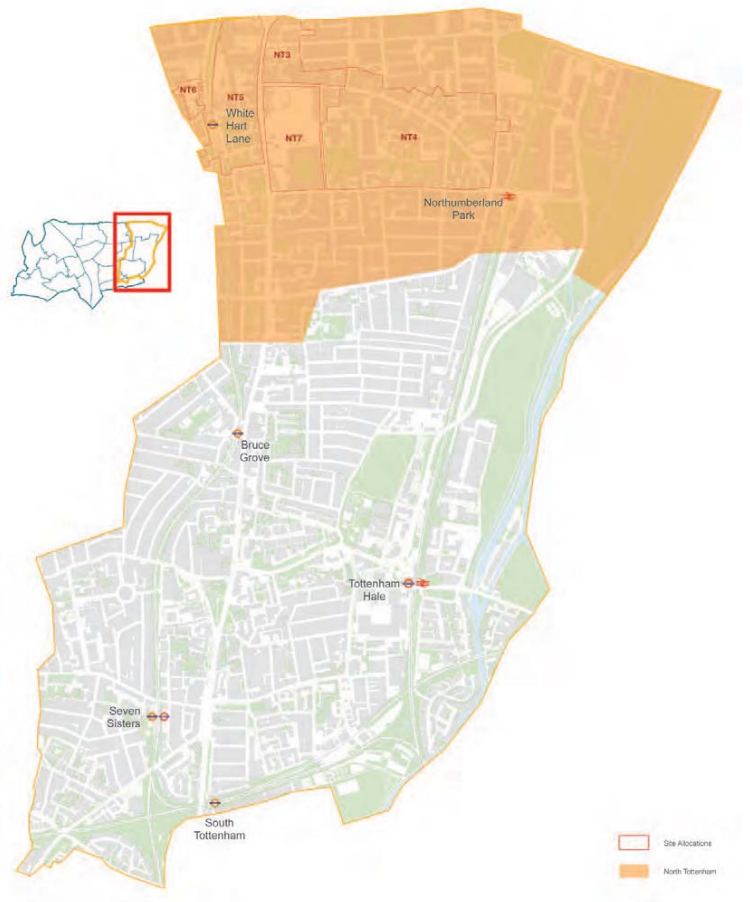 NT3
NT6
NT5
White
Hart
Lane
NT7
NT4
Northumberland
Park
Bruce
Grove
Tottenham
Hale
Seven
Sisters
South
Tottenham
Site Allocations
North Tottenham